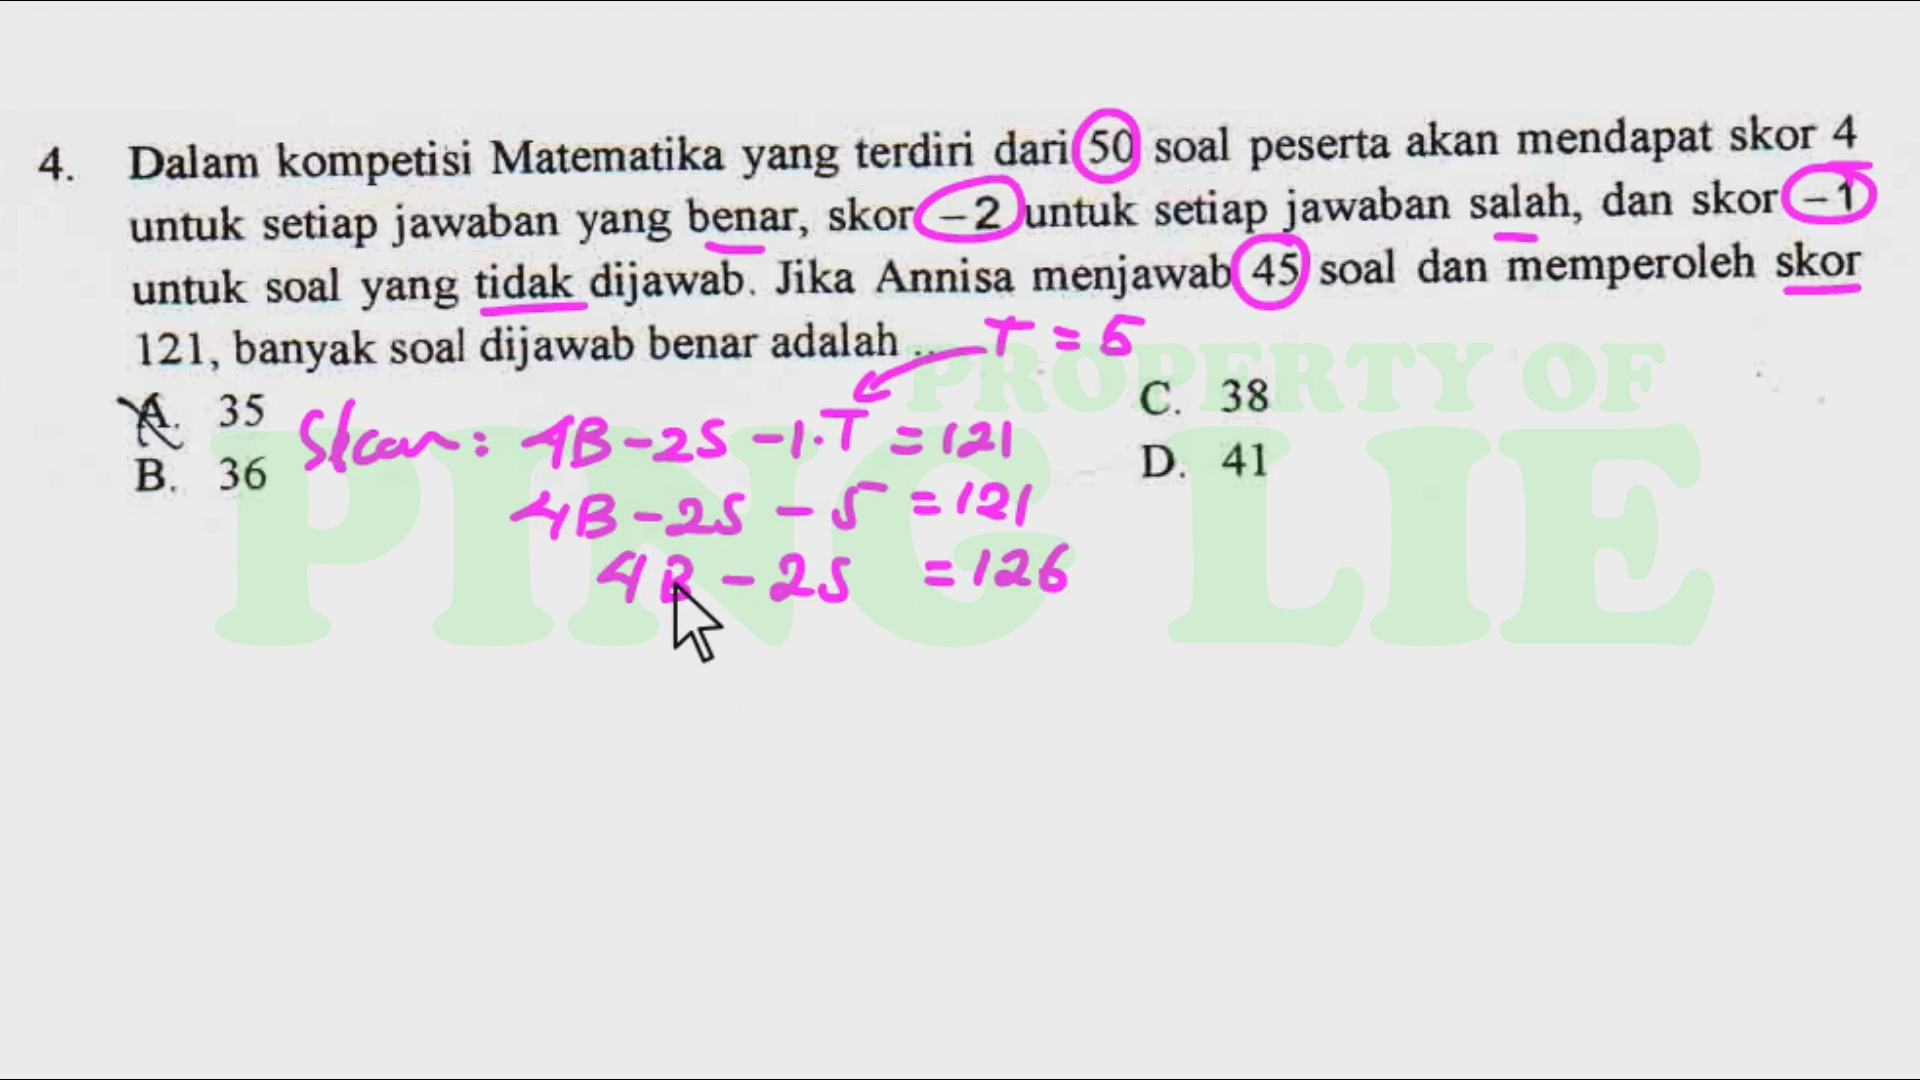 4. Dalam kompetisi Matematika yang terdiri dari 50 soal peserta akan mendapat skor 4
untuk setiap jawaban yang benar, skor −2 untuk setiap jawaban salah, dan skor −1
untuk soal yang tidak dijawab. Jika Annisa menjawab 45 soal dan memperoleh skor
121, banyak soal dijawab benar adalah ...
T = 5
A. 35
B. 36
C. 38
D. 41
Skor : 4B - 2S - 1.T = 121
4B - 2S - 5 = 121
4B - 2S = 126
PROPERTY OF
PING LIE